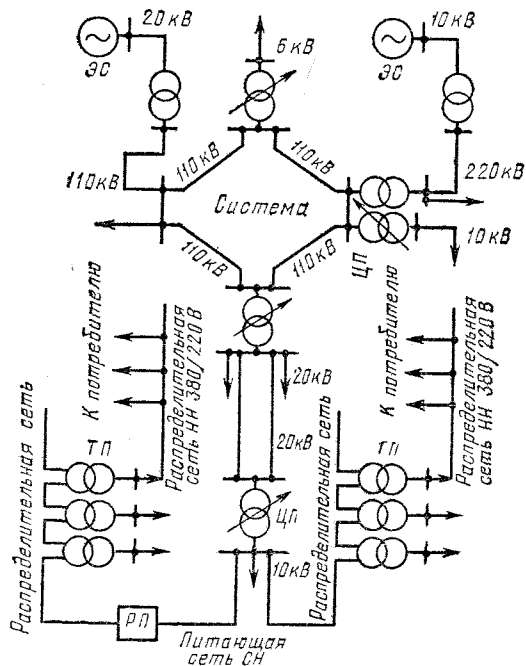 20кВ
ЭС
6кВ
10кВ
ЭС
110кВ
110кВ
110кВ
220кВ
Система
110кВ
110кВ
ЦП
10кВ
К потребителю
Распределительная
сеть НН 380/220 В
20кВ
К потребителю
Распределительная
сеть НН 380/220 В
Распределительная сеть
ТП
20кВ
Распределительная сеть
ТП
ЦП
10кВ
РП
Питающая
сеть СН